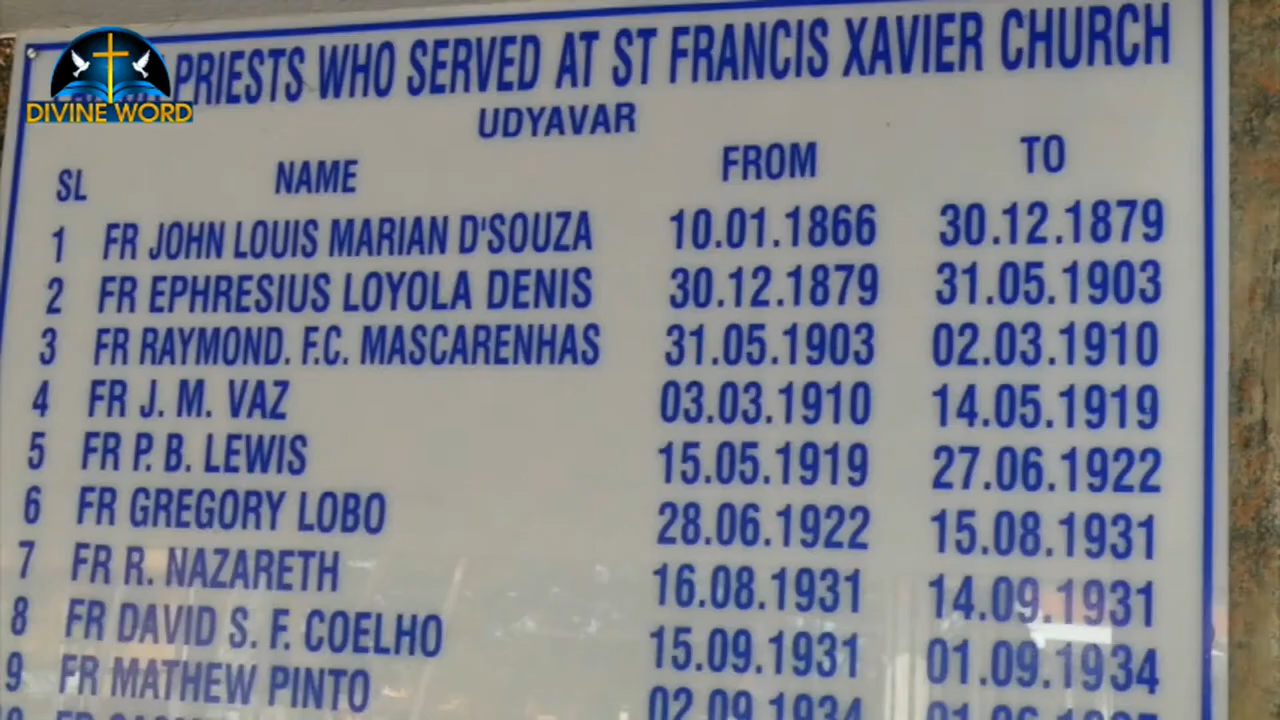 DIVINE WORD
PRIESTS WHO SERVED AT ST FRANCIS XAVIER CHURCH
UDYAVAR
SL NAME FROM TO
1 FR JOHN LOUIS MARIAN D'SOUZA 10.01.1866 30.12.1879
2 FR EPHRESIUS LOYOLA DENIS 30.12.1879 31.05.1903
3 FR RAYMOND. F.C. MASCARENHAS 31.05.1903 02.03.1910
4 FR J. M. VAZ 03.03.1910 14.05.1919
5 FR P. B. LEWIS 15.05.1919 27.06.1922
6 FR GREGORY LOBO 28.06.1922 15.08.1931
7 FR R. NAZARETH 16.08.1931 14.09.1931
8 FR DAVID S. F. COELHO 15.09.1931 01.09.1934
9 FR MATHEW PINTO 02.09.1934
FR